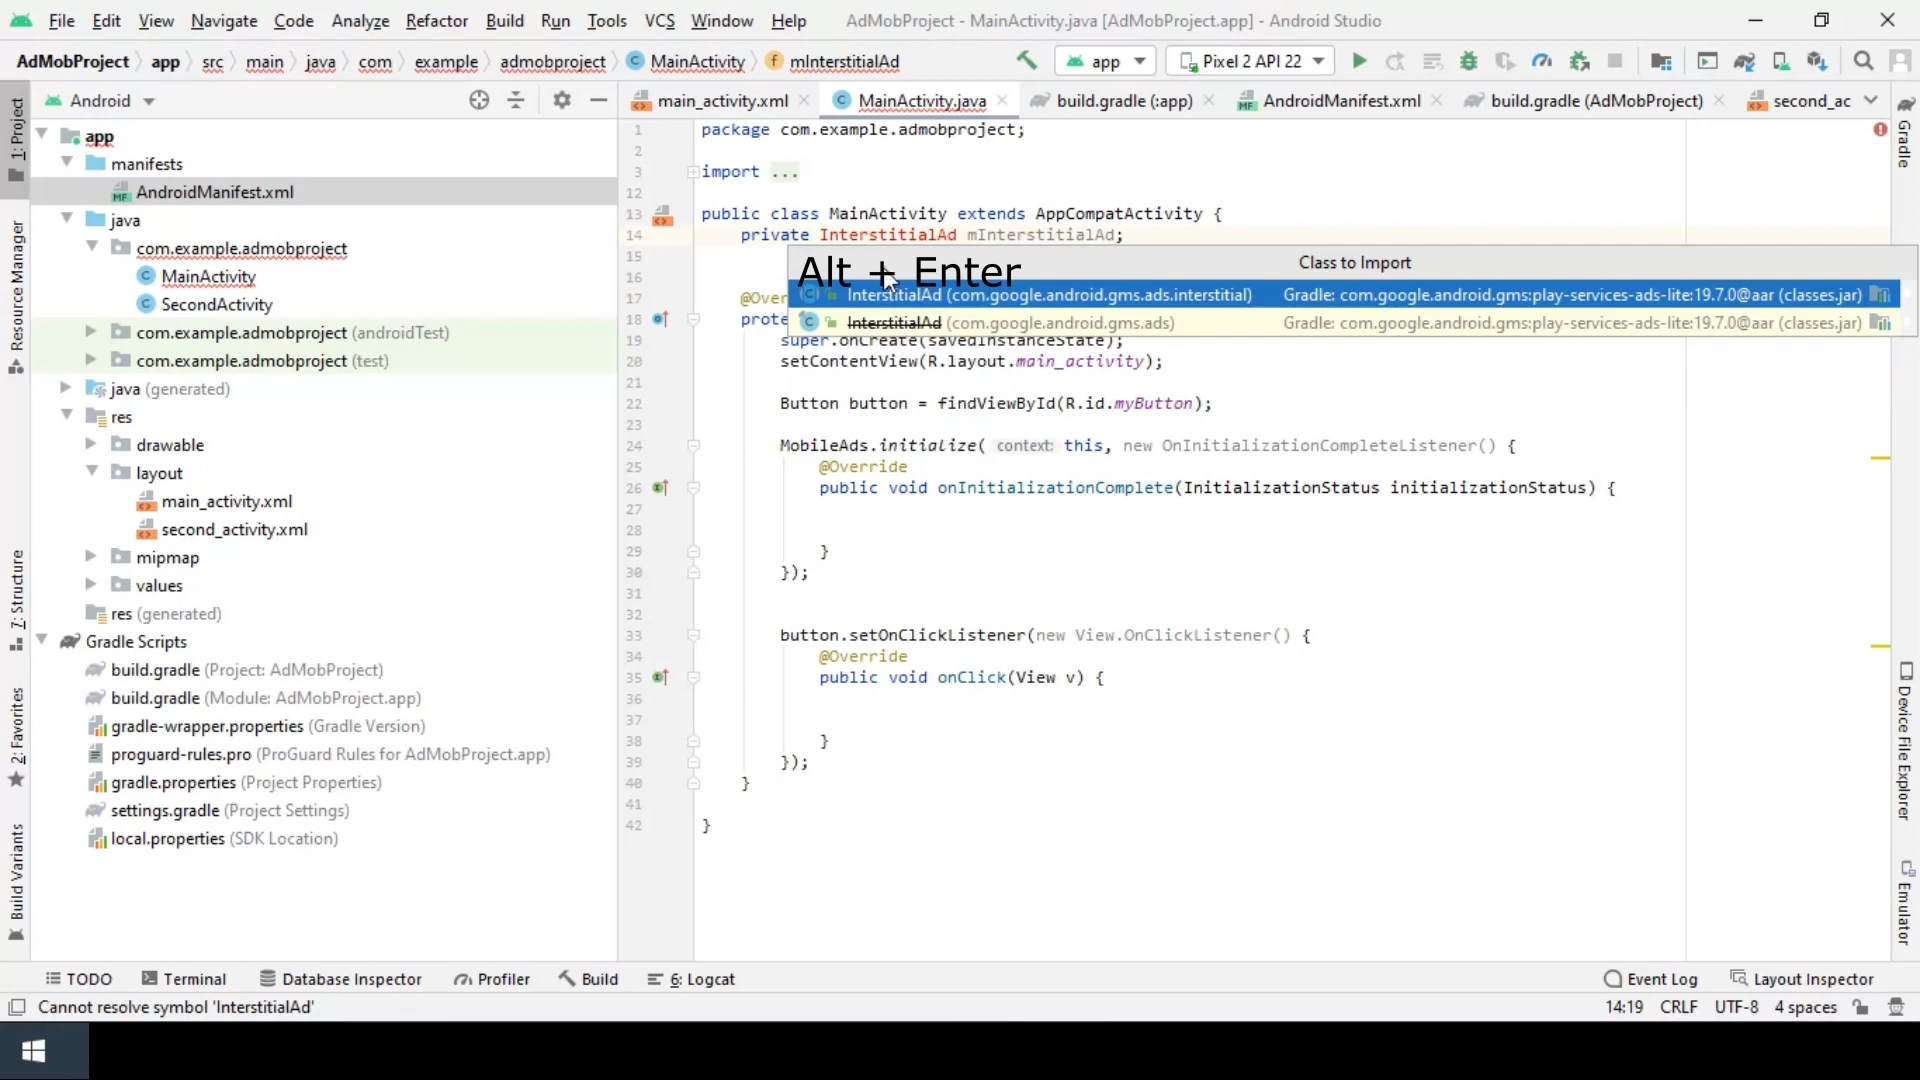 File Edit View Navigate Code Analyze Refactor Build Run Tools VCS Window Help AdMobProject - MainActivity.java [AdMobProject.app] - Android Studio
AdMobProject app src main java com example admobproject MainActivity mInterstitialAd app Pixel 2 API 22
Android main_activity.xml MainActivity.java build.gradle (:app) AndroidManifest.xml build.gradle (AdMobProject) second_ac
1: Project
Resource Manager
7: Structure
2: Favorites
Build Variants
app
manifests
AndroidManifest.xml
java
com.example.admobproject
MainActivity
SecondActivity
com.example.admobproject (androidTest)
com.example.admobproject (test)
java (generated)
res
drawable
layout
main_activity.xml
second_activity.xml
mipmap
values
res (generated)
Gradle Scripts
build.gradle (Project: AdMobProject)
build.gradle (Module: AdMobProject.app)
gradle-wrapper.properties (Gradle Version)
proguard-rules.pro (ProGuard Rules for AdMobProject.app)
gradle.properties (Project Properties)
settings.gradle (Project Settings)
local.properties (SDK Location)
1 package com.example.admobproject;
2
3 import ...
12
13 public class MainActivity extends AppCompatActivity {
14 private InterstitialAd mInterstitialAd;
15
Alt + Enter Class to Import
16
InterstitialAd (com.google.android.gms.ads.interstitial) Gradle: com.google.android.gms:play-services-ads-lite:19.7.0@aar (classes.jar)
17 @Over
18 prote InterstitialAd (com.google.android.gms.ads) Gradle: com.google.android.gms:play-services-ads-lite:19.7.0@aar (classes.jar)
19 super.onCreate(savedInstanceState);
20 setContentView(R.layout.main_activity);
21
22 Button button = findViewById(R.id.myButton);
23
24 MobileAds.initialize( context: this, new OnInitializationCompleteListener() {
25 @Override
26 public void onInitializationComplete(InitializationStatus initializationStatus) {
27
28
29 }
30 });
31
32
33 button.setOnClickListener(new View.OnClickListener() {
34 @Override
35 public void onClick(View v) {
36
37
38 }
39 });
40 }
41
42 }
Gradle
Device File Explorer
Emulator
TODO Terminal Database Inspector Profiler Build 6: Logcat Event Log Layout Inspector
Cannot resolve symbol 'InterstitialAd' 14:19 CRLF UTF-8 4 spaces